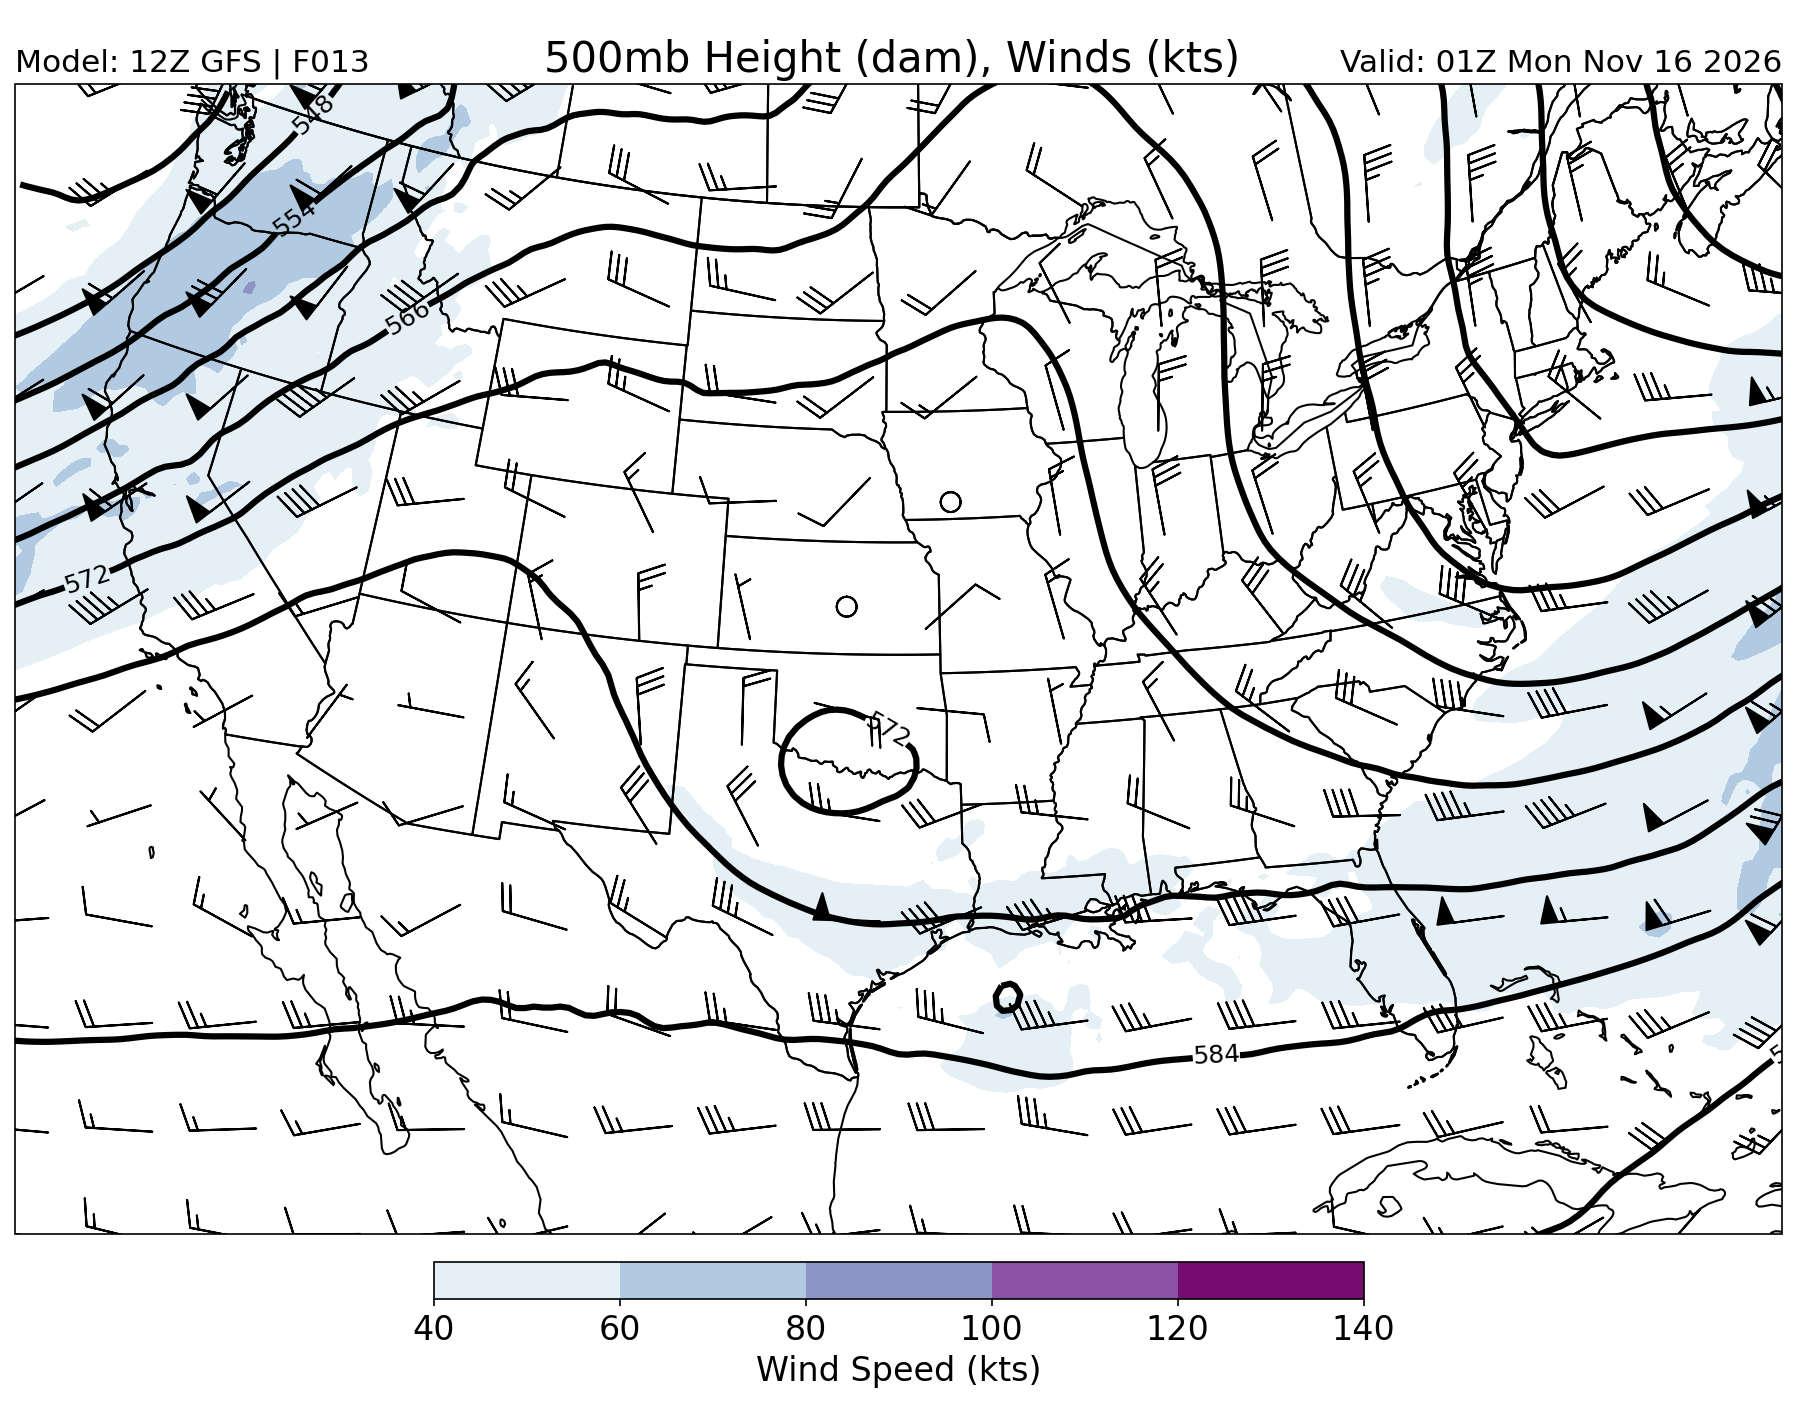 500mb Height (dam), Winds (kts)
Model: 12Z GFS | F013
Valid: 01Z Mon Nov 16 2026
548
554
566
572
572
584
40 60 80 100 120 140
Wind Speed (kts)